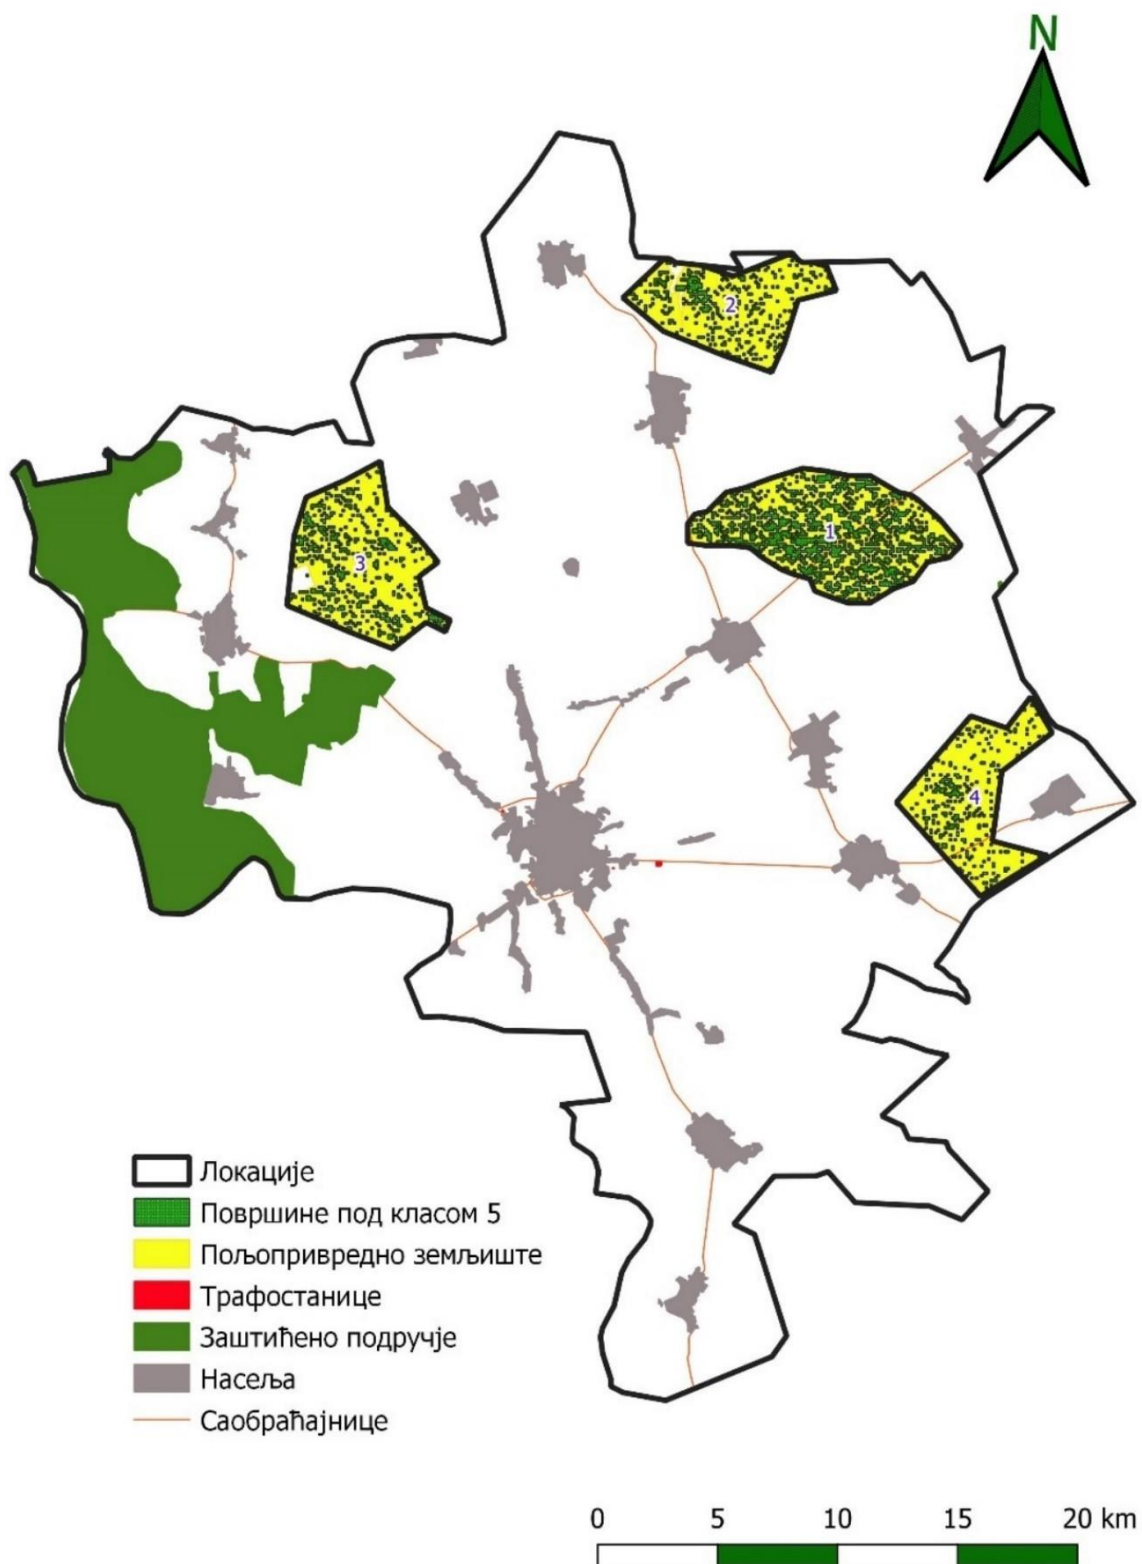 N
2
1
3
4
Локације
Површине под класом 5
Пољопривредно земљиште
Трафостанице
Заштићено подручје
Насеља
Саобраћајнице
0 5 10 15 20 km